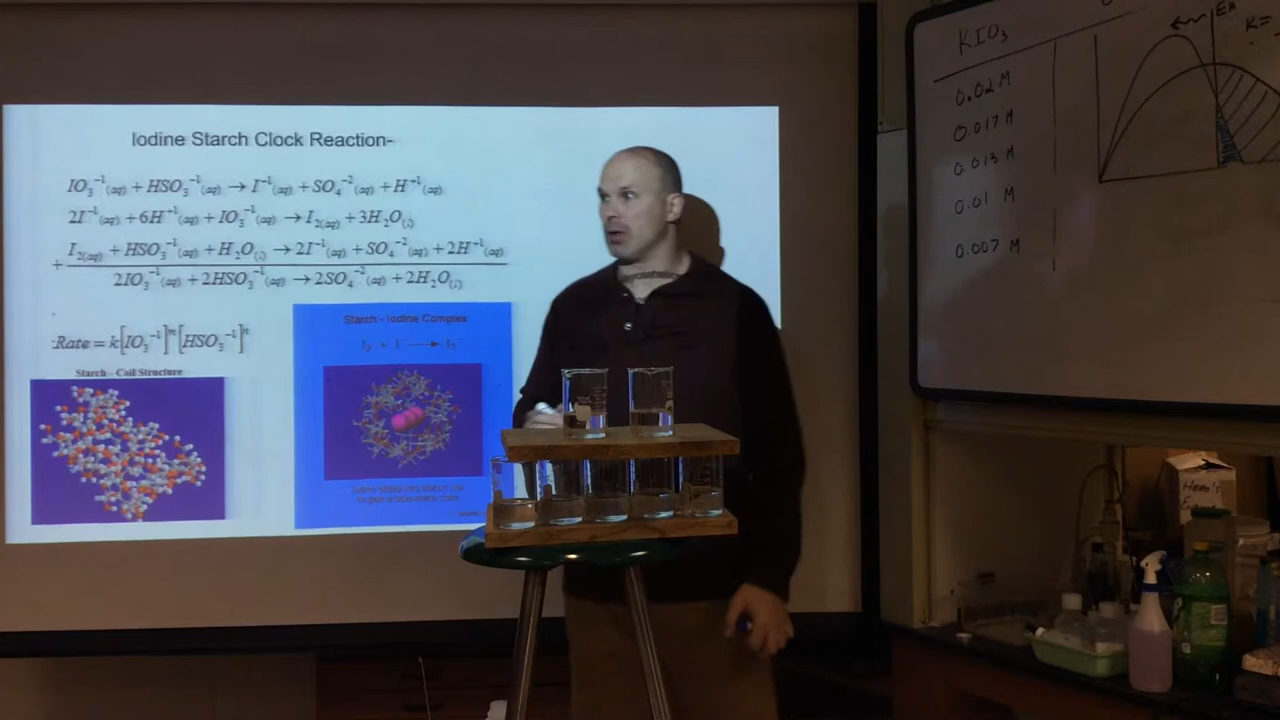 Iodine Starch Clock Reaction-
IO₃⁻¹(aq) + HSO₃⁻¹(aq) → I⁻¹(aq) + SO₄⁻²(aq) + H⁺¹(aq)
2I⁻¹(aq) + 6H⁺¹(aq) + IO₃⁻¹(aq) → I₂(aq) + 3H₂O(l)
I₂(aq) + HSO₃⁻¹(aq) + H₂O(l) → 2I⁻¹(aq) + SO₄⁻²(aq) + 2H⁺¹(aq)
+
2IO₃⁻¹(aq) + 2HSO₃⁻¹(aq) → 2SO₄⁻²(aq) + 2H₂O(l)
:Rate = k[IO₃⁻¹]ᵐ[HSO₃⁻¹]ⁿ
Starch – Coil Structure
Starch - Iodine Complex
I₂ + I⁻ → I₃⁻
KIO₃
0.02 M
0.017 M
0.013 M
0.01 M
0.007 M
EA
K=